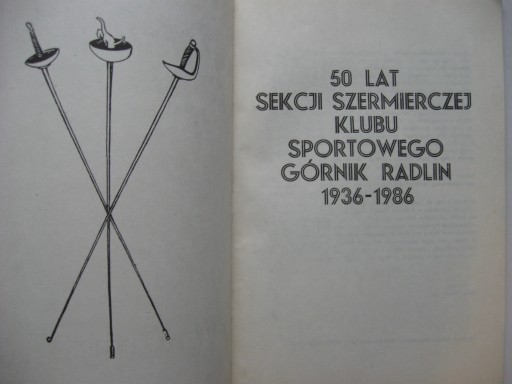 50 LAT
SEKCJI SZERMIERCZEJ
KLUBU
SPORTOWEGO
GÓRNIK RADLIN
1936-1986